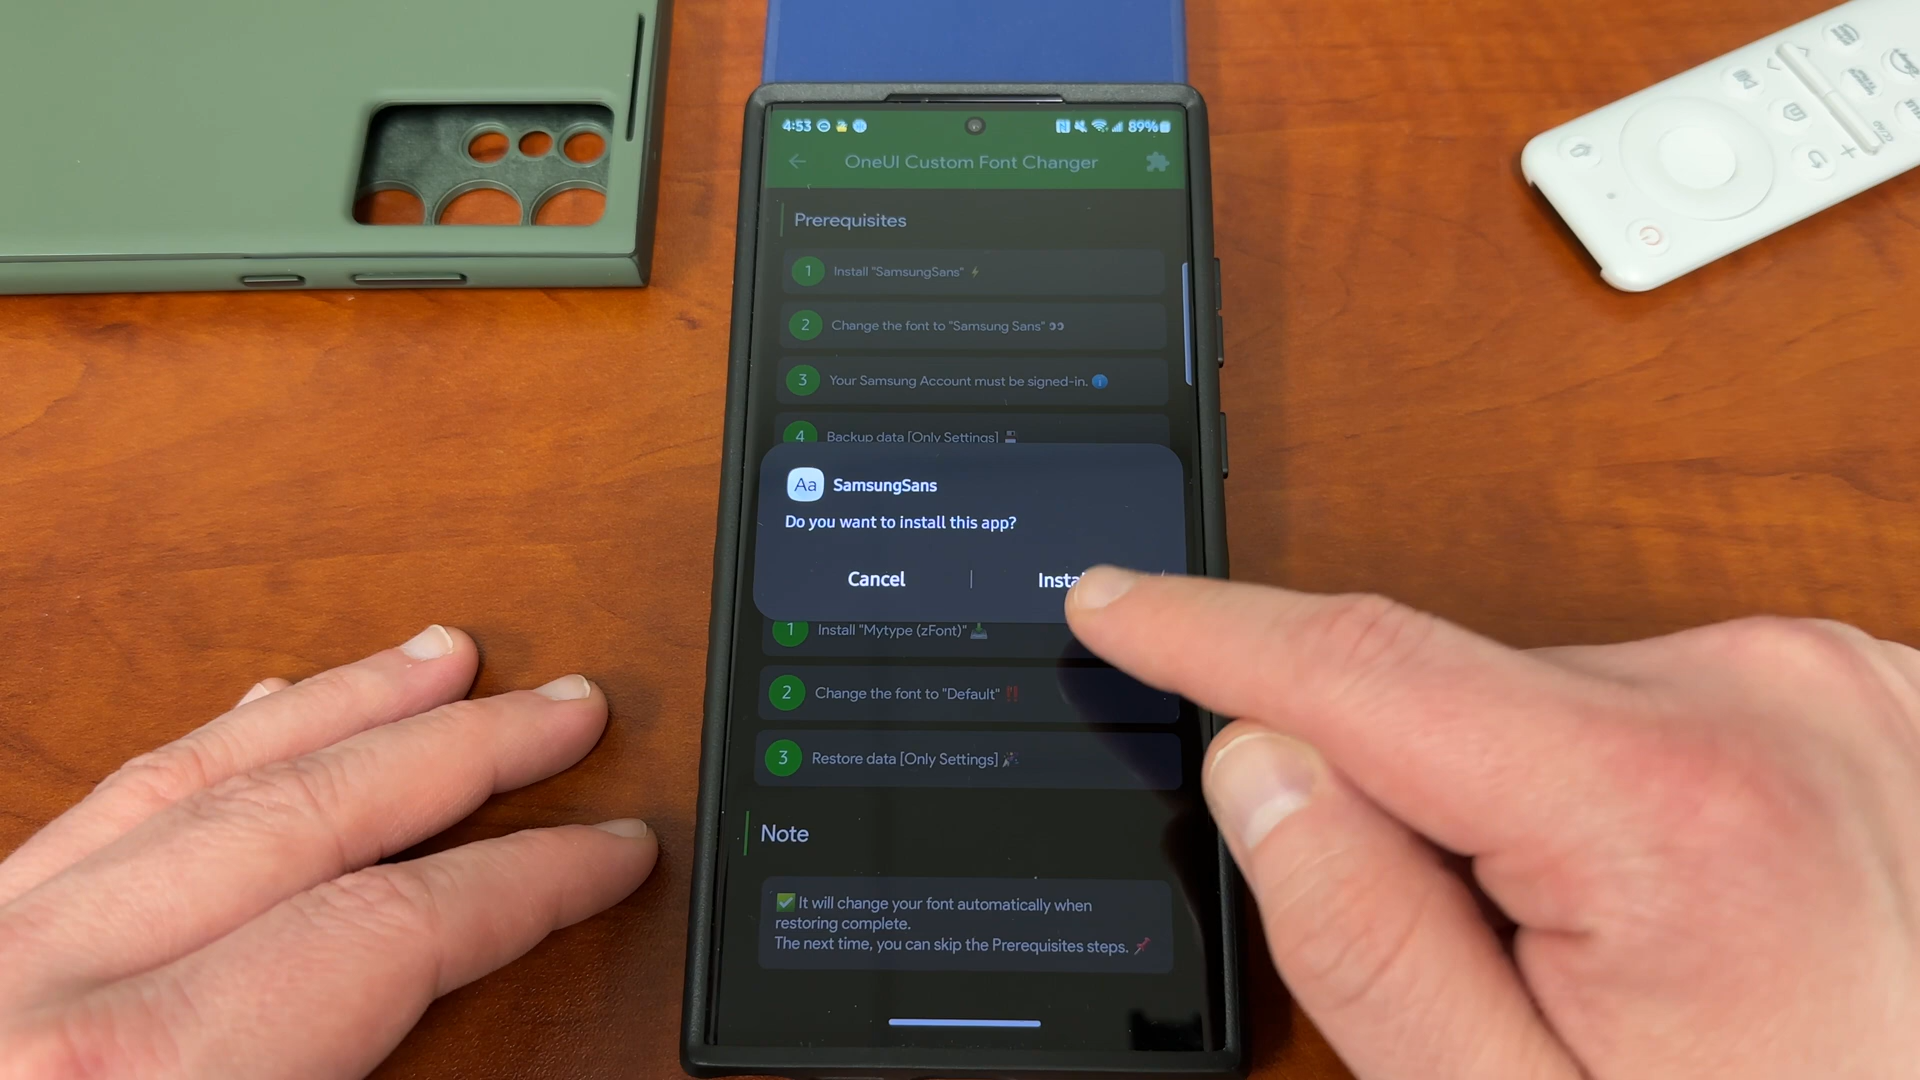 4:53
89%
OneUI Custom Font Changer
Prerequisites
1 Install "SamsungSans" ⚡
2 Change the font to "Samsung Sans" 👀
3 Your Samsung Account must be signed-in. ℹ️
4 Backup data [Only Settings] 💾
Aa SamsungSans
Do you want to install this app?
Cancel | Insta
1 Install "Mytype (zFont)" 📥
2 Change the font to "Default" ‼️
3 Restore data [Only Settings] 🎉
Note
✅ It will change your font automatically when
restoring complete.
The next time, you can skip the Prerequisites steps. 📌